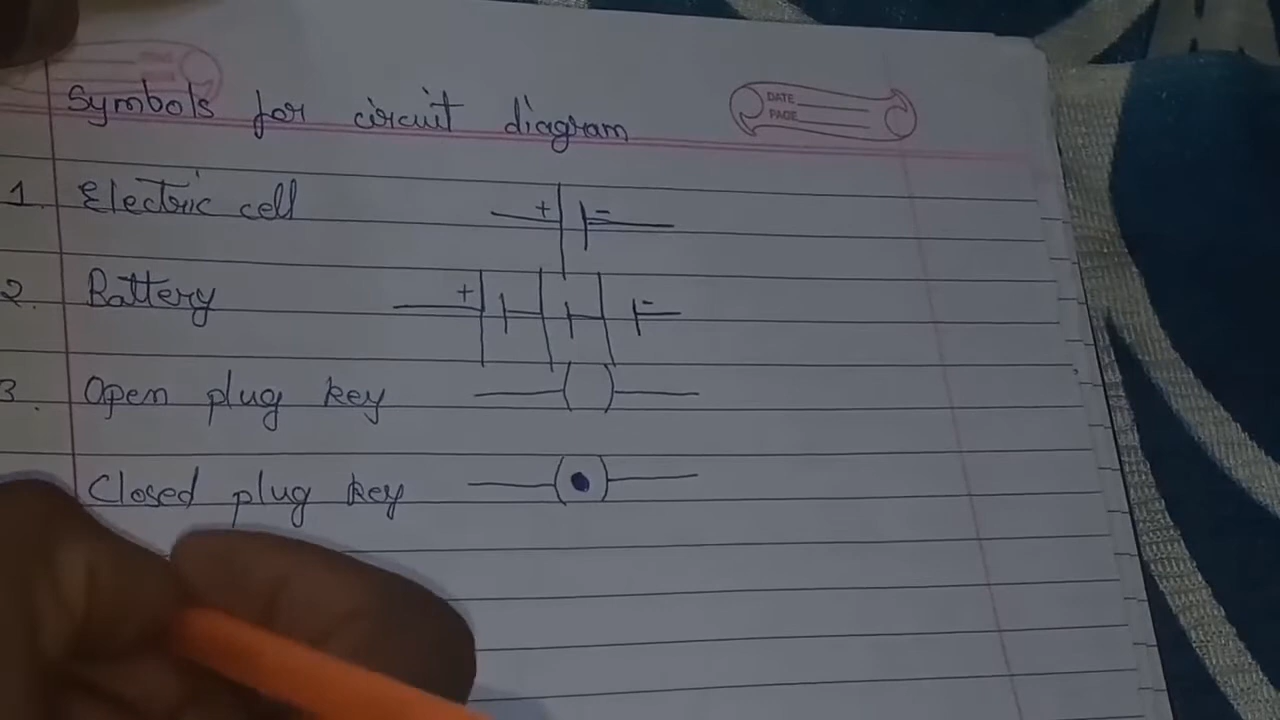 Symbols for circuit diagram
DATE
PAGE
1. Electric cell + -
2. Battery + -
3. Open plug key
Closed plug key